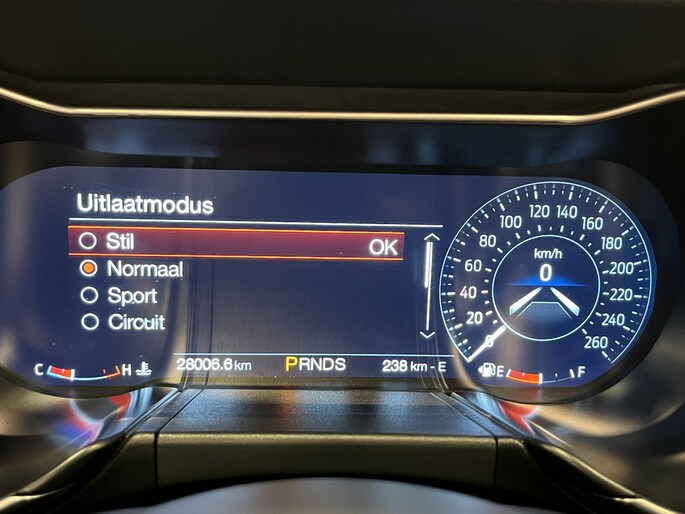 Uitlaatmodus
Stil OK
Normaal
Sport
Circuit
C H
28006.6 km PRNDS 238 km - E
0 20 40 60 80 100 120 140 160 180 200 220 240 260
km/h
0
E F